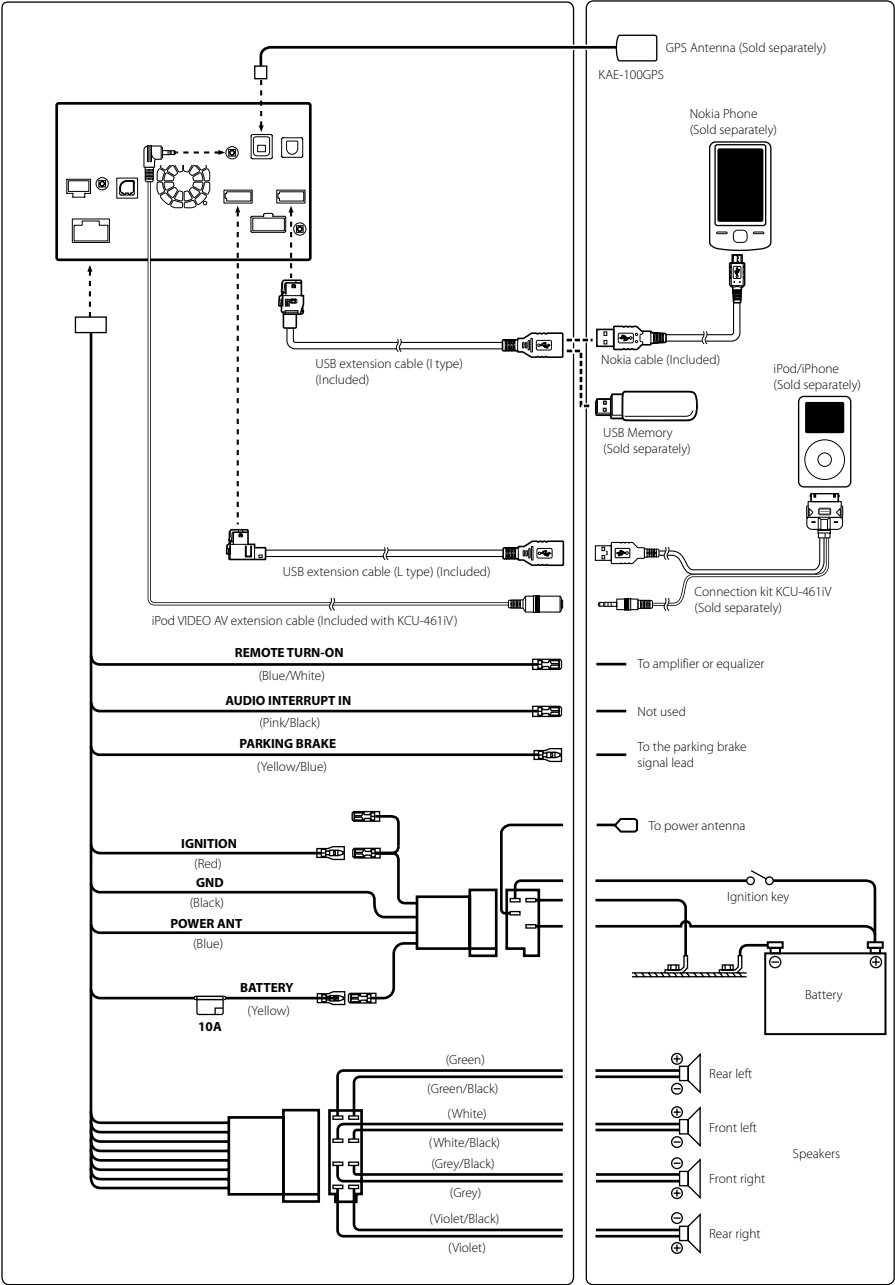 GPS Antenna (Sold separately)
KAE-100GPS
Nokia Phone
(Sold separately)
USB extension cable (I type)
(Included)
Nokia cable (Included)
iPod/iPhone
(Sold separately)
USB Memory
(Sold separately)
USB extension cable (L type) (Included)
Connection kit KCU-461iV
(Sold separately)
iPod VIDEO AV extension cable (Included with KCU-461iV)
REMOTE TURN-ON
(Blue/White)
To amplifier or equalizer
AUDIO INTERRUPT IN
(Pink/Black)
Not used
PARKING BRAKE
(Yellow/Blue)
To the parking brake
signal lead
To power antenna
IGNITION
(Red)
GND
(Black)
Ignition key
POWER ANT
(Blue)
BATTERY
(Yellow)
10A
Battery
(Green)
(Green/Black)
Rear left
(White)
(White/Black)
Front left
Speakers
(Grey/Black)
(Grey)
Front right
(Violet/Black)
(Violet)
Rear right